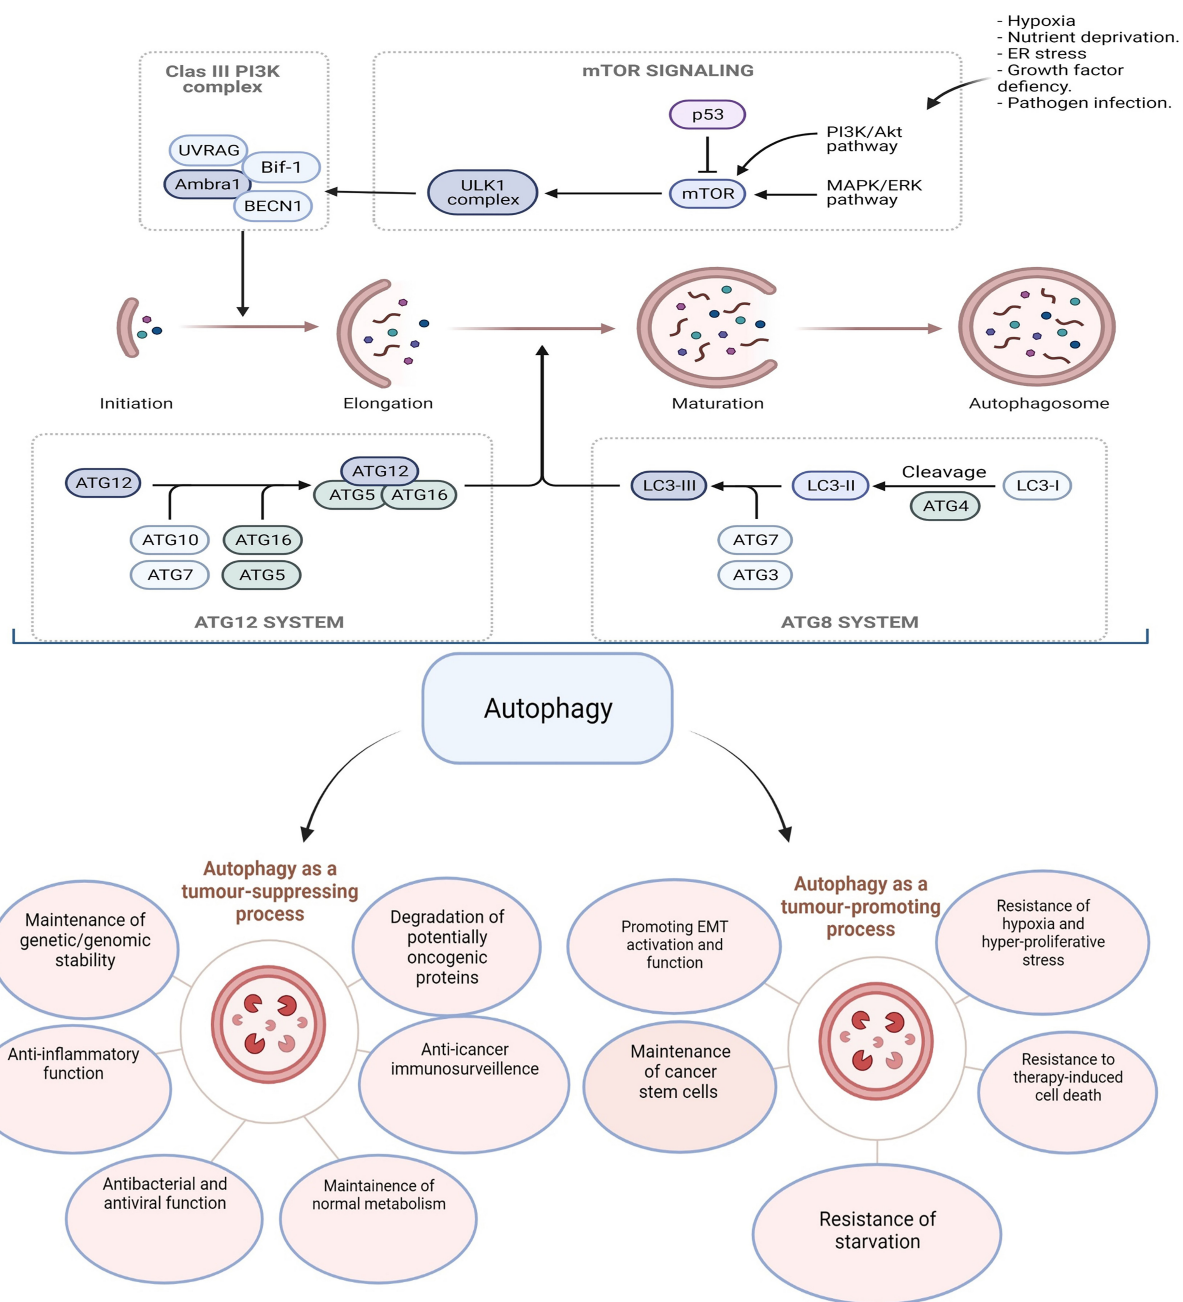 - Hypoxia
- Nutrient deprivation.
- ER stress
- Growth factor
defiency.
- Pathogen infection.
Clas III PI3K
complex
UVRAG
Bif-1
Ambra1
BECN1
mTOR SIGNALING
p53
PI3K/Akt
pathway
ULK1
complex
mTOR
MAPK/ERK
pathway
Initiation
Elongation
Maturation
Autophagosome
ATG12
ATG12
ATG5
ATG16
ATG10
ATG7
ATG16
ATG5
ATG12 SYSTEM
LC3-III
LC3-II
Cleavage
ATG4
LC3-I
ATG7
ATG3
ATG8 SYSTEM
Autophagy
Autophagy as a
tumour-suppressing
process
Maintenance of
genetic/genomic
stability
Degradation of
potentially
oncogenic
proteins
Anti-inflammatory
function
Anti-icancer
immunosurveillence
Antibacterial and
antiviral function
Maintainence of
normal metabolism
Autophagy as a
tumour-promoting
process
Promoting EMT
activation and
function
Resistance of
hypoxia and
hyper-proliferative
stress
Maintenance
of cancer
stem cells
Resistance to
therapy-induced
cell death
Resistance of
starvation